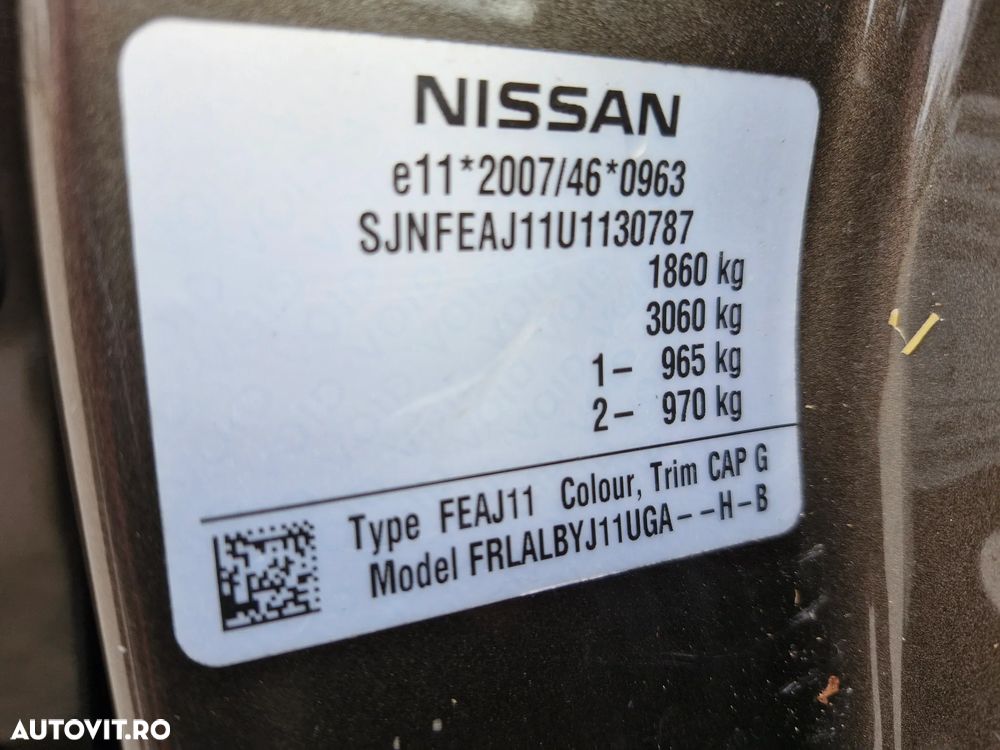 NISSAN
e11*2007/46*0963
SJNFEAJ11U1130787
1860 kg
3060 kg
1- 965 kg
2- 970 kg
Type FEAJ11 Colour, Trim CAP G
Model FRLALBYJ11UGA--H-B
AUTOVIT.RO